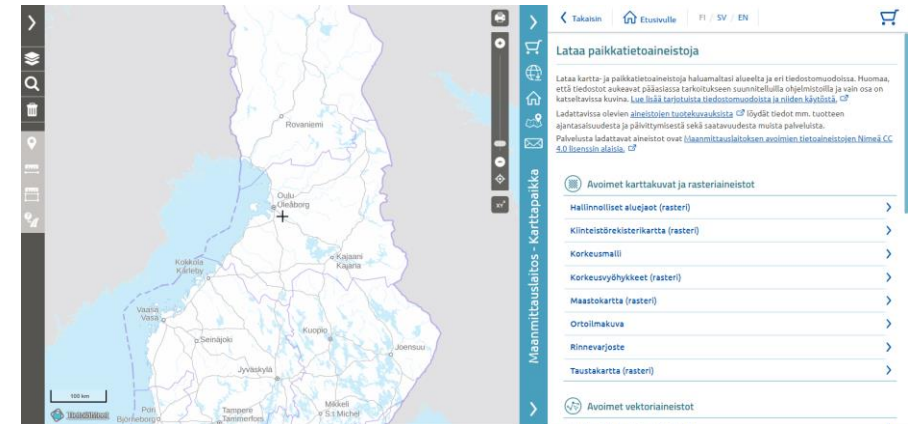 Takaisin
Etusivulle
FI / SV / EN
Lataa paikkatietoaineistoja
Lataa kartta- ja paikkatietoaineistoja haluamaltasi alueelta ja eri tiedostomuodoissa. Huomaa,
että tiedostot aukeavat pääasiassa tarkoitukseen suunnitelluilla ohjelmistoilla ja vain osa on
katseltavissa kuvina. Lue lisää tarjotuista tiedostomuodoista ja niiden käytöstä.
Ladattavissa olevien aineistojen tuotekuvauksista löydät tiedot mm. tuotteen
ajantasaisuudesta ja päivittymisestä sekä saatavuudesta muista palveluista.
Palvelusta ladattavat aineistot ovat Maanmittauslaitoksen avoimien tietoaineistojen Nimeä CC
4.0 lisenssin alaisia.
Avoimet karttakuvat ja rasteriaineistot
Hallinnolliset aluejaot (rasteri)
Kiinteistörekisterikartta (rasteri)
Korkeusmalli
Korkeusvyöhykkeet (rasteri)
Maastokartta (rasteri)
Ortoilmakuva
Rinnevarjoste
Taustakartta (rasteri)
Avoimet vektoriaineistot
Maanmittauslaitos - Karttapaikka
Rovaniemi
Oulu
Uleåborg
Kajaani
Kajana
Kokkola
Karleby
Vaasa
Vasa
Seinäjoki
Kuopio
Joensuu
Jyväskylä
Pori
Björneborg
Tampere
Tammerfors
Mikkeli
S:t Michel
100 km